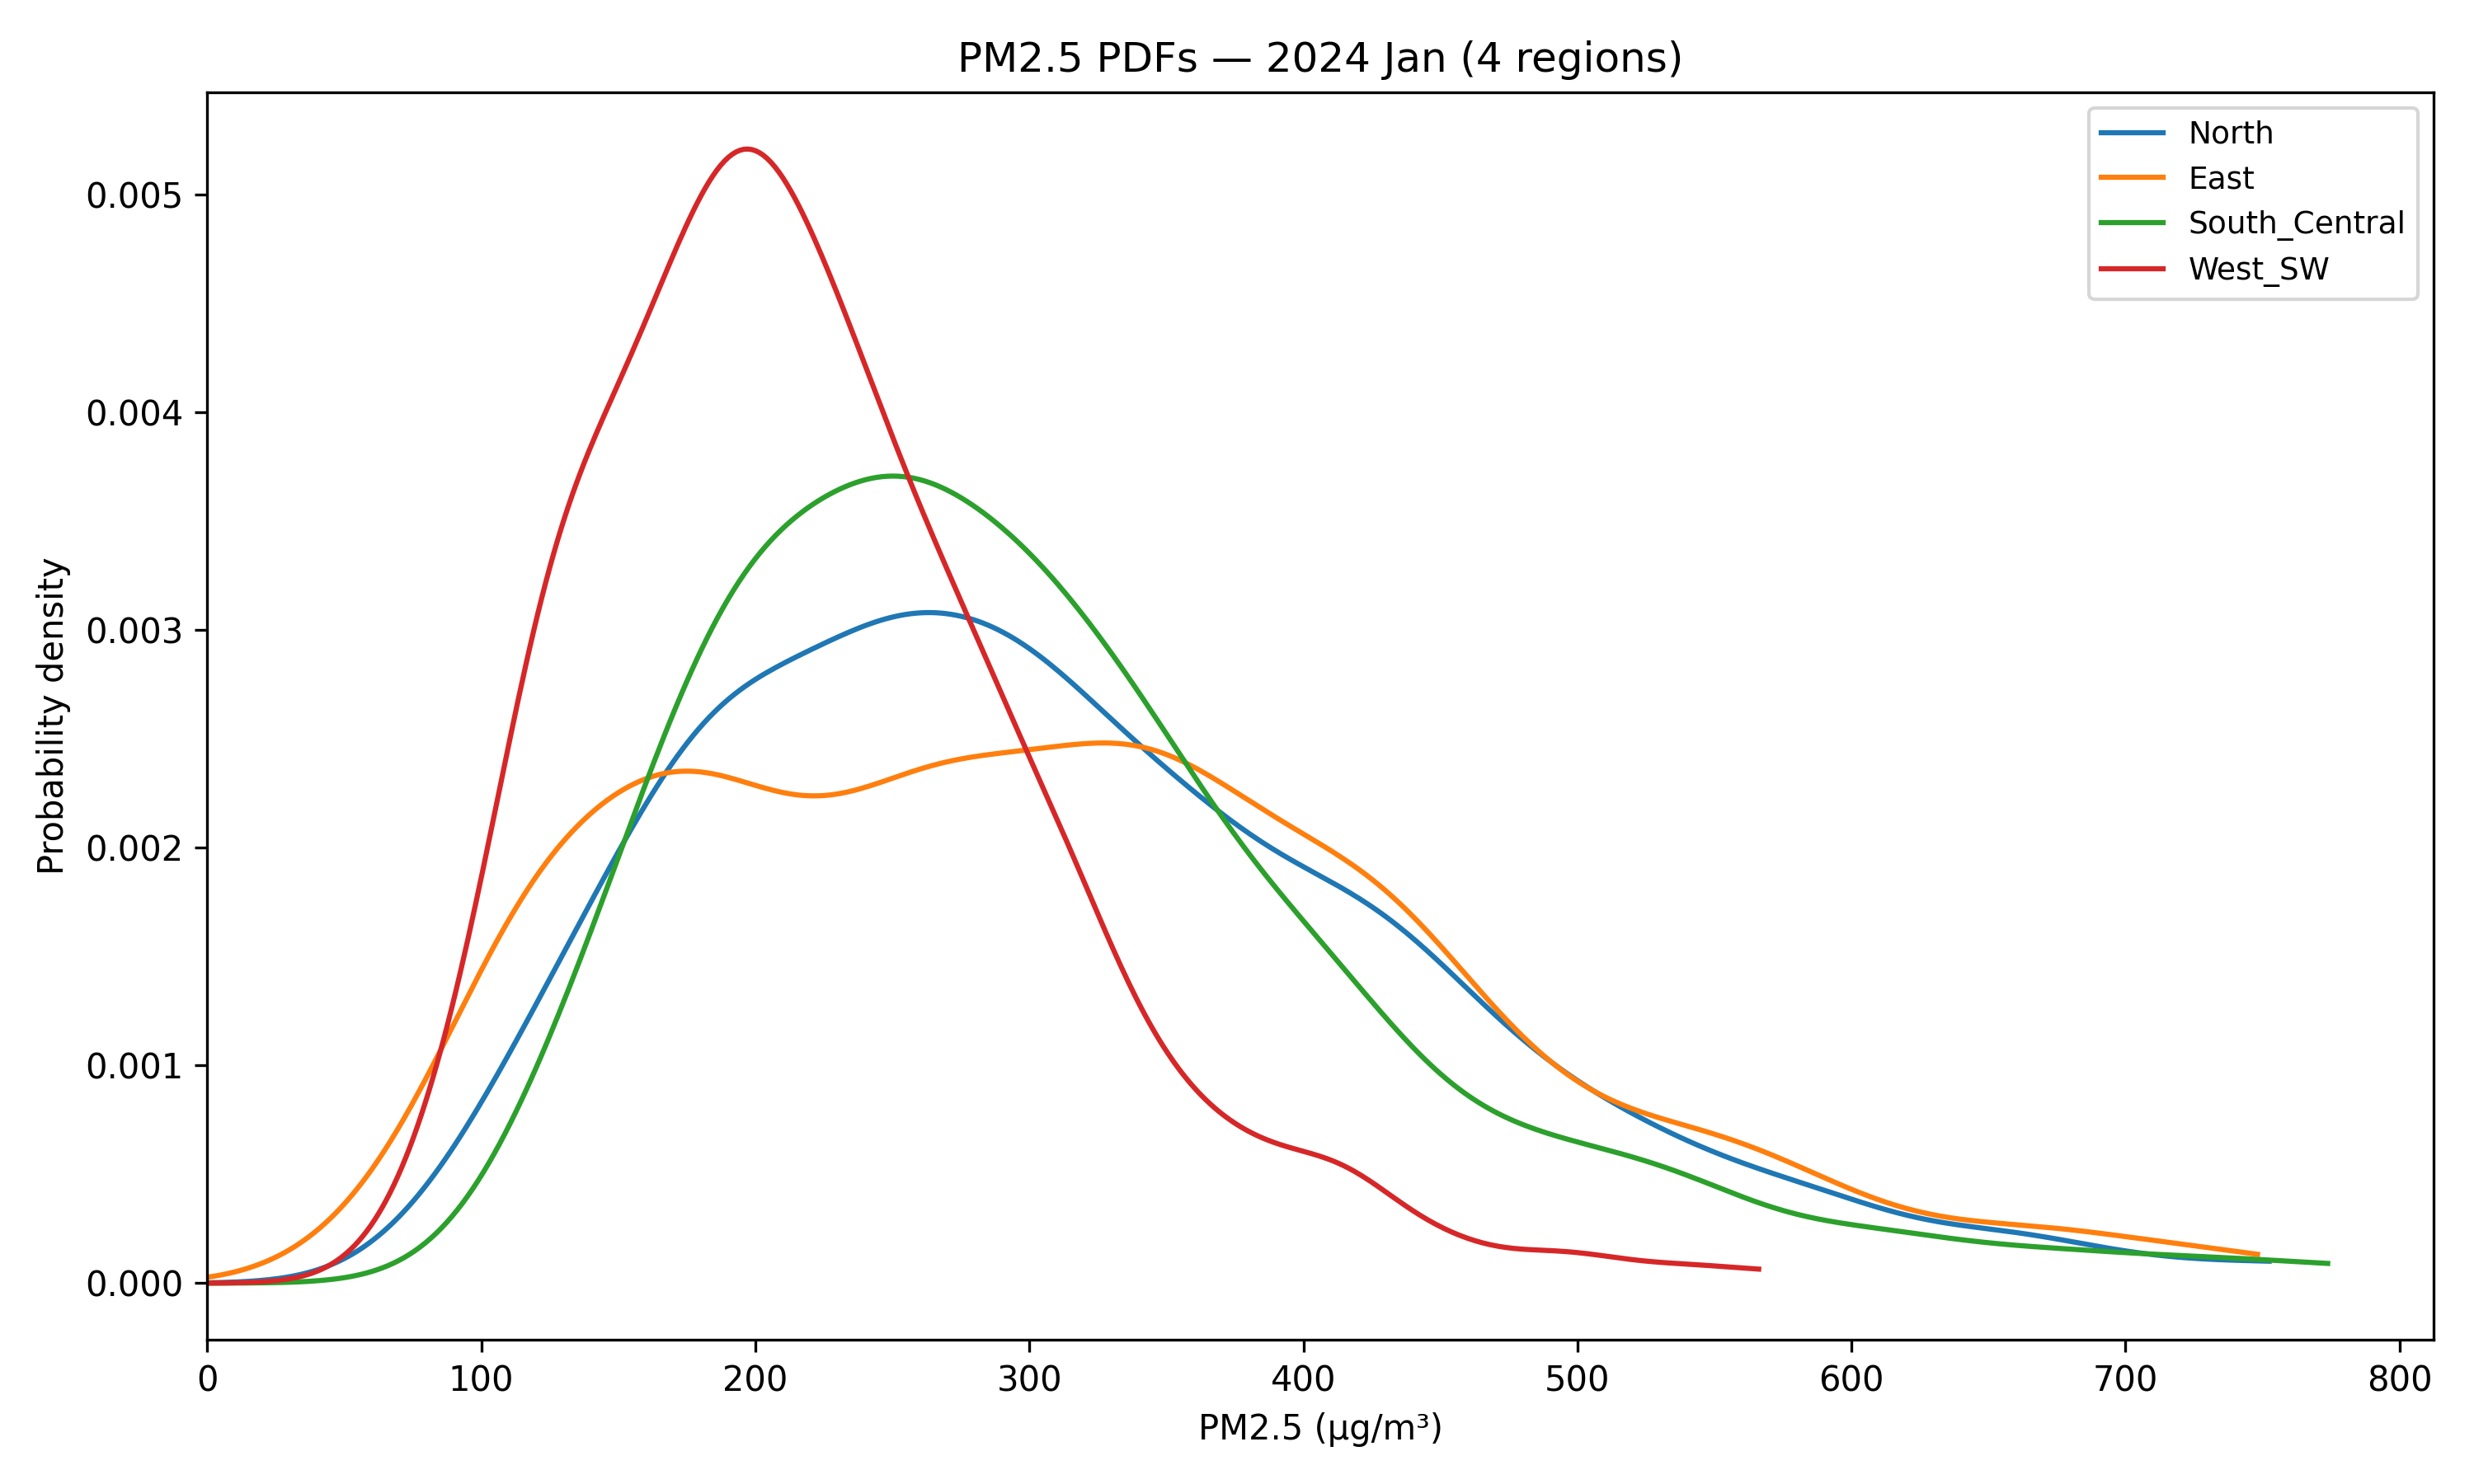 PM2.5 PDFs — 2024 Jan (4 regions)
North
East
South_Central
West_SW
Probability density
0.005
0.004
0.003
0.002
0.001
0.000
0 100 200 300 400 500 600 700 800
PM2.5 (µg/m³)